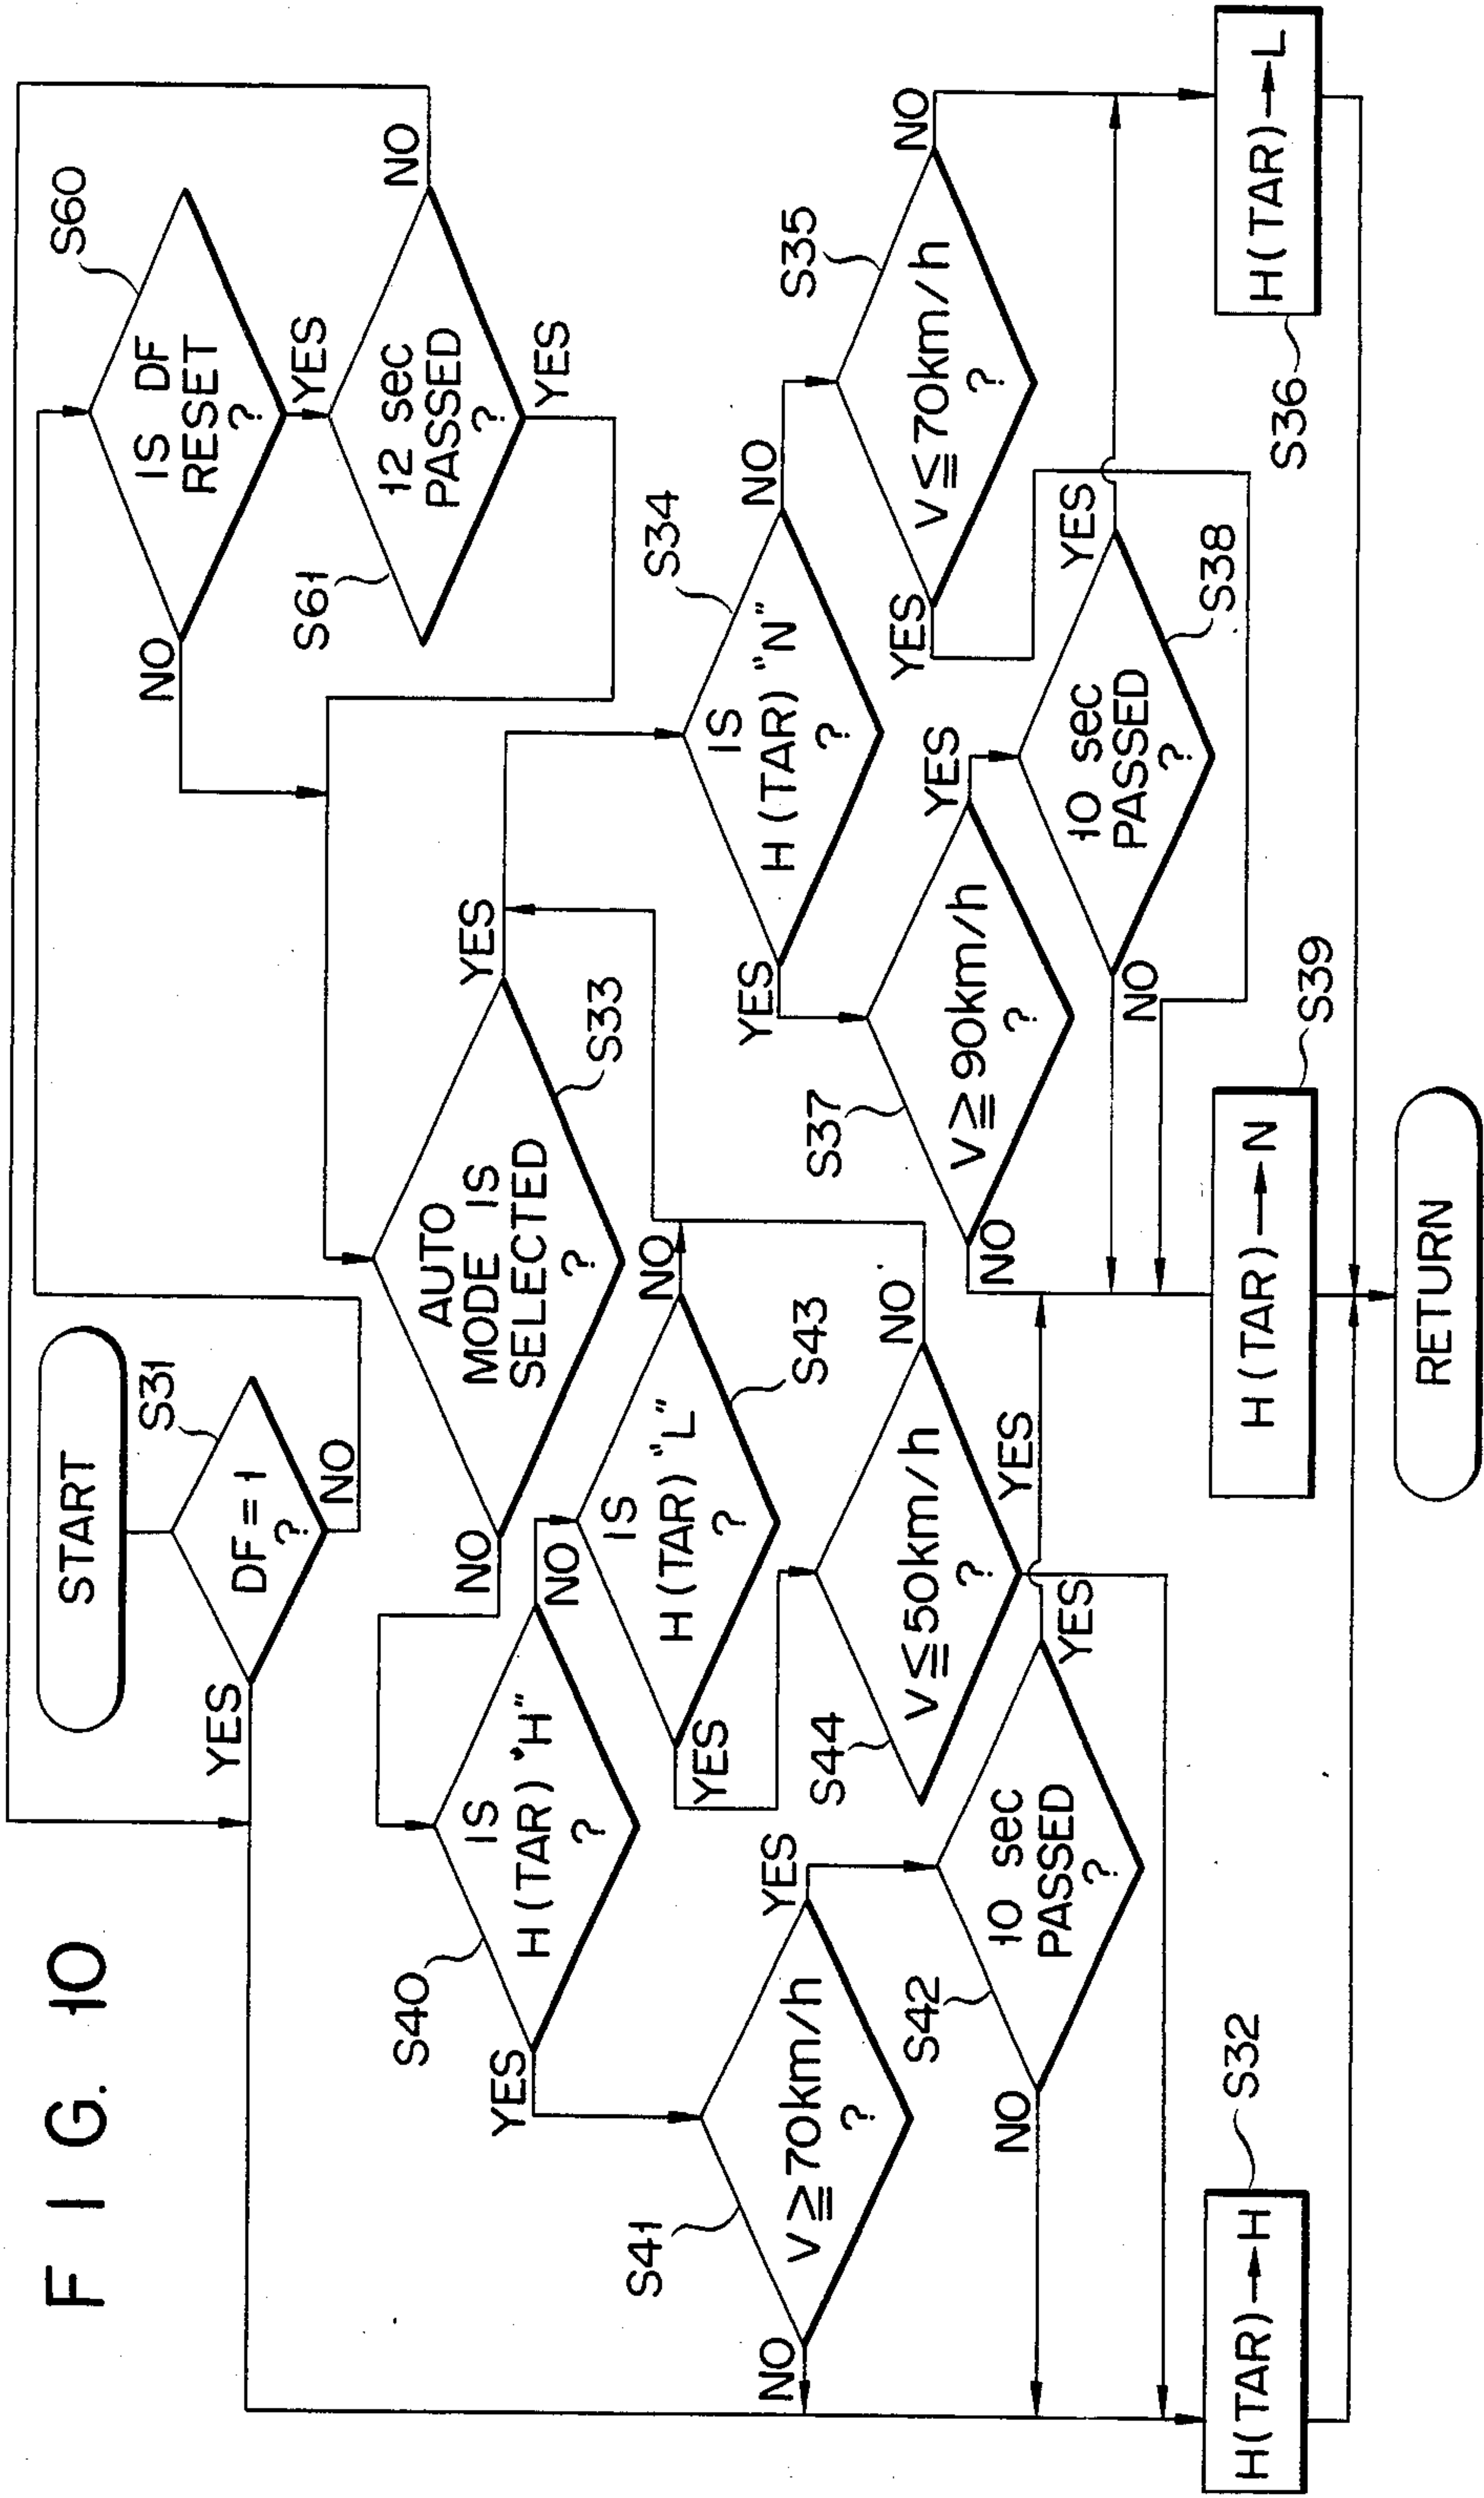 FIG. 10
START
DF=1
?
S31
YES
NO
IS DF
RESET
?
S60
NO
YES
12 sec
PASSED
?
S61
NO
YES
AUTO
MODE IS
SELECTED
?
S33
NO
YES
IS
H(TAR) "H"
?
S40
YES
NO
IS
H(TAR) "L"
?
S43
YES
NO
IS
H(TAR) "N"
?
S34
YES
NO
V≧70km/h
?
S41
NO
YES
V≦50km/h
?
S44
NO
YES
V≧90km/h
?
S37
NO
YES
V≦70km/h
?
S35
YES
NO
10 sec
PASSED
?
S42
NO
YES
10 sec
PASSED
?
S38
NO
YES
H(TAR)→H
S32
H(TAR)→N
S39
H(TAR)→L
S36
RETURN